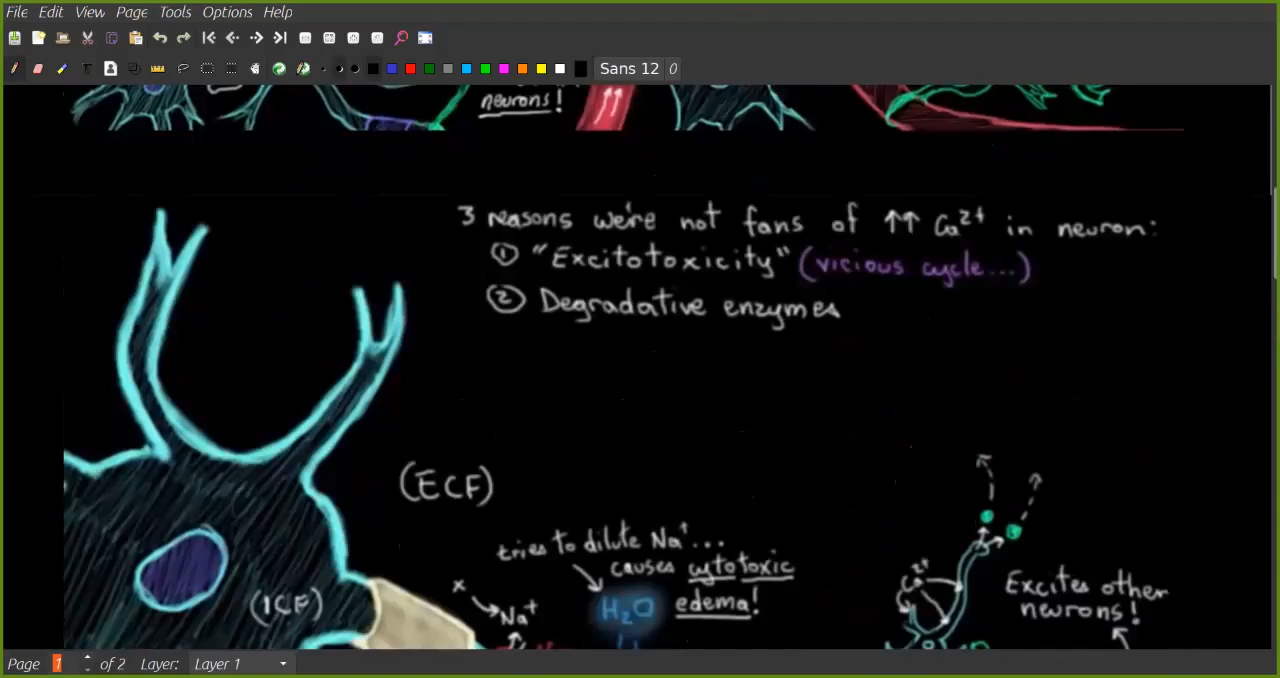 File Edit View Page Tools Options Help
Sans 12 0
neurons!
3 reasons we're not fans of ↑↑ Ca²⁺ in neuron:
① "Excitotoxicity" (vicious cycle...)
② Degradative enzymes
(ECF)
tries to dilute Na⁺...
causes cytotoxic
edema!
H₂O
x
Na⁺
(ICF)
Ca²⁺
Excites other
neurons!
Page 1 of 2 Layer: Layer 1